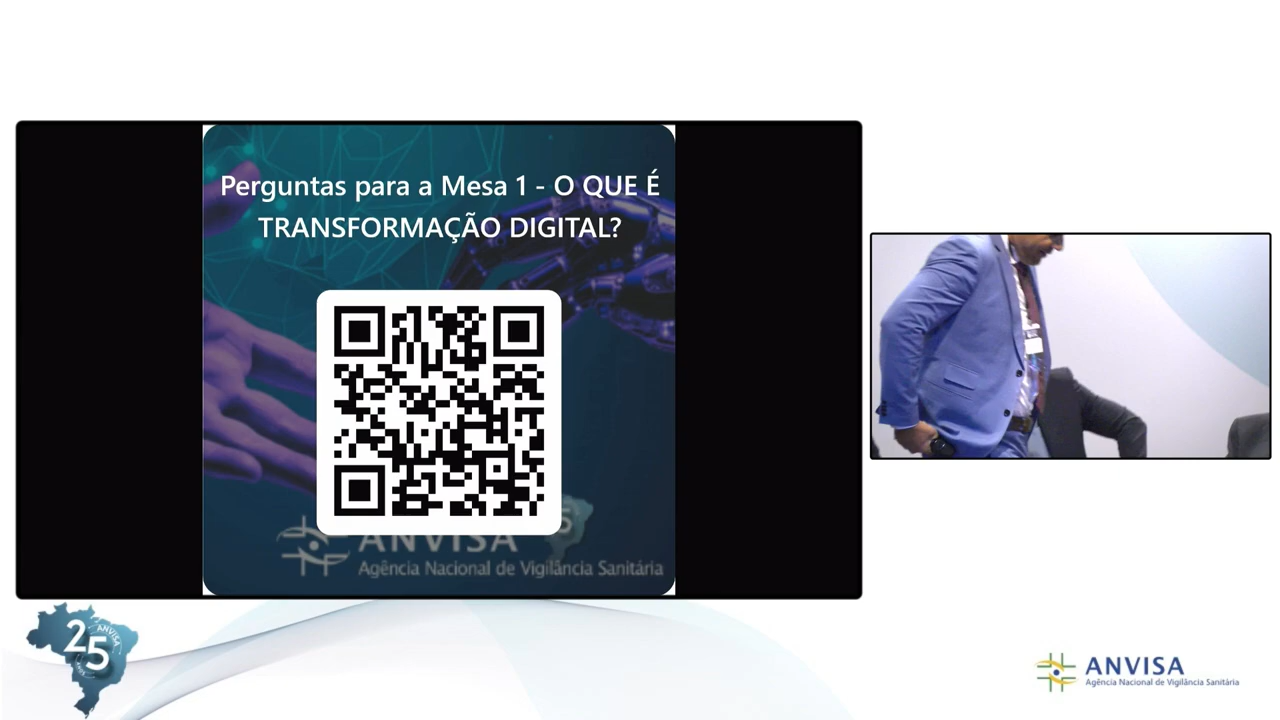 Perguntas para a Mesa 1 - O QUE É
TRANSFORMAÇÃO DIGITAL?
ANVISA
Agência Nacional de Vigilância Sanitária
25
ANVISA
ANVISA
Agência Nacional de Vigilância Sanitária